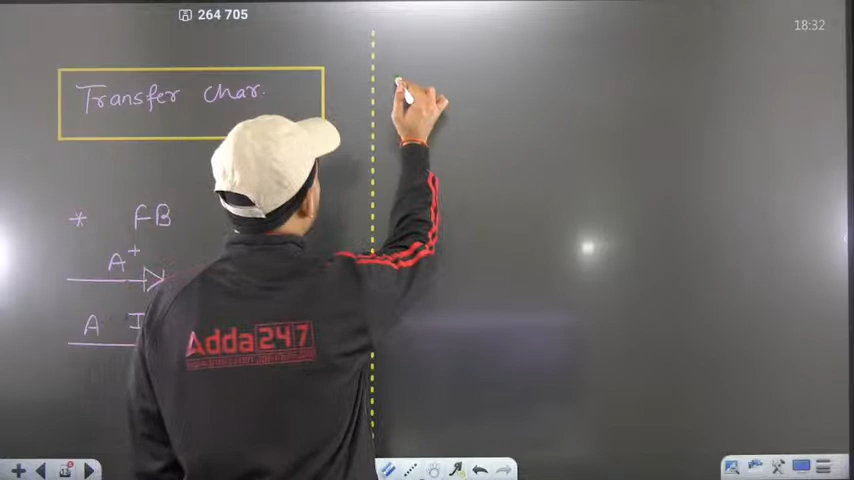 264 705
18:32
Transfer char.
* FB
A+
A I
Adda247